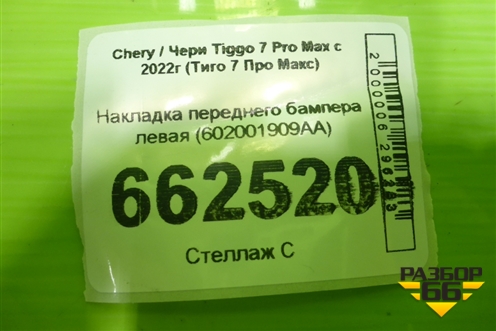 Chery / Чери Tiggo 7 Pro Max с
2022г (Тиго 7 Про Макс)
Накладка переднего бампера
левая (602001909AA)
662520
Стеллаж С
РАЗБОР
66